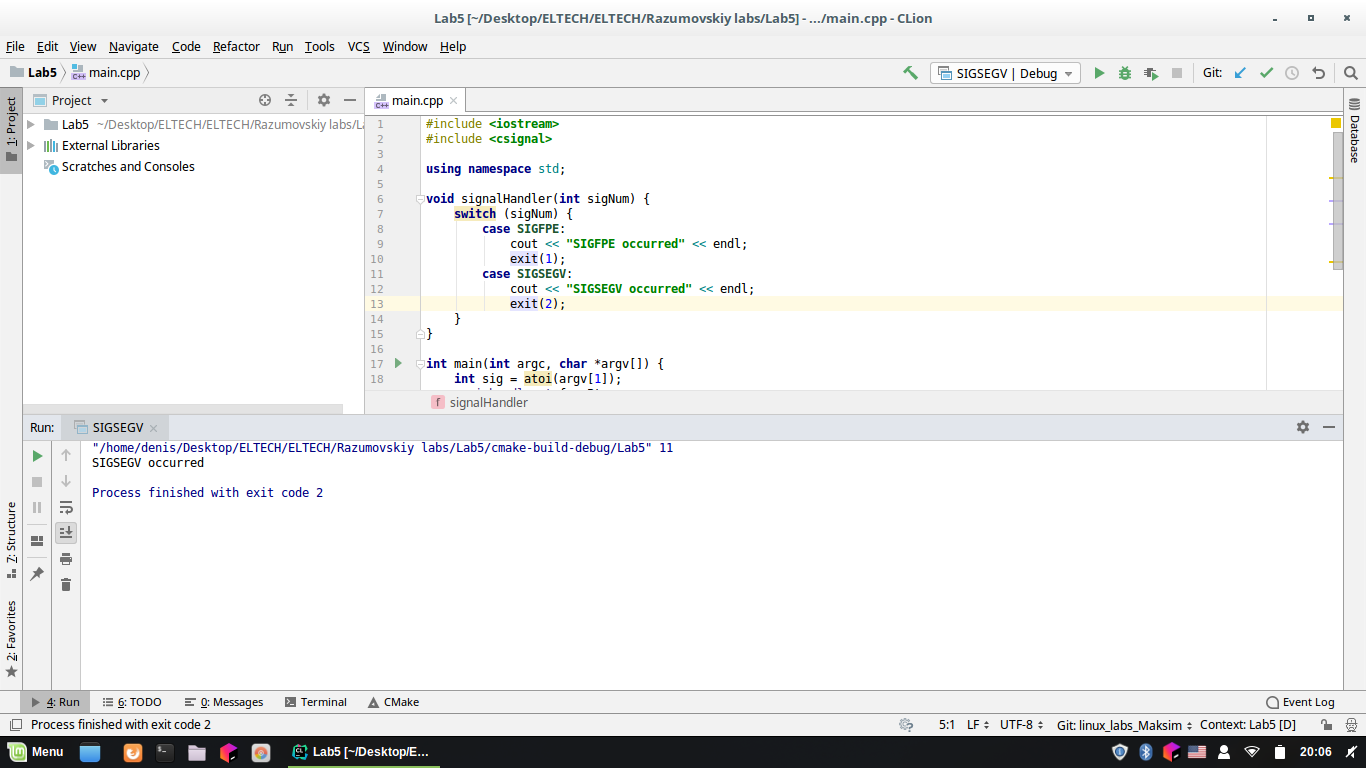 Lab5 [~/Desktop/ELTECH/ELTECH/Razumovskiy labs/Lab5] - .../main.cpp - CLion
File Edit View Navigate Code Refactor Run Tools VCS Window Help
Lab5 main.cpp SIGSEGV | Debug Git:
1: Project
Project
main.cpp
Lab5 ~/Desktop/ELTECH/ELTECH/Razumovskiy labs/L
External Libraries
Scratches and Consoles
1 #include <iostream>
2 #include <csignal>
3
4 using namespace std;
5
6 void signalHandler(int sigNum) {
7 switch (sigNum) {
8 case SIGFPE:
9 cout << "SIGFPE occurred" << endl;
10 exit(1);
11 case SIGSEGV:
12 cout << "SIGSEGV occurred" << endl;
13 exit(2);
14 }
15 }
16
17 int main(int argc, char *argv[]) {
18 int sig = atoi(argv[1]);
f signalHandler
Database
Run: SIGSEGV
"/home/denis/Desktop/ELTECH/ELTECH/Razumovskiy labs/Lab5/cmake-build-debug/Lab5" 11
SIGSEGV occurred
Process finished with exit code 2
7: Structure
2: Favorites
4: Run 6: TODO 0: Messages Terminal CMake Event Log
Process finished with exit code 2 5:1 LF UTF-8 Git: linux_labs_Maksim Context: Lab5 [D]
Menu Lab5 [~/Desktop/E... 20:06